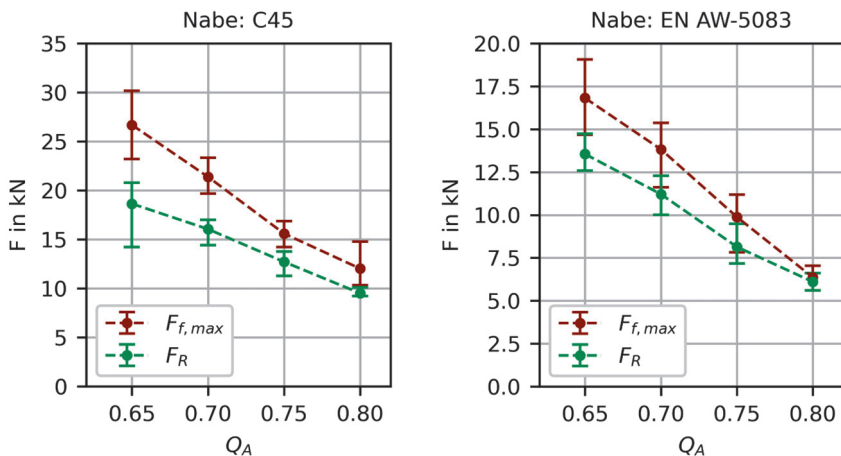 Nabe: C45
35
30
25
20
15
10
5
0
F in kN
0.65 0.70 0.75 0.80
Q_A
F_{f,max}
F_R
Nabe: EN AW-5083
20.0
17.5
15.0
12.5
10.0
7.5
5.0
2.5
0.0
F in kN
0.65 0.70 0.75 0.80
Q_A
F_{f,max}
F_R